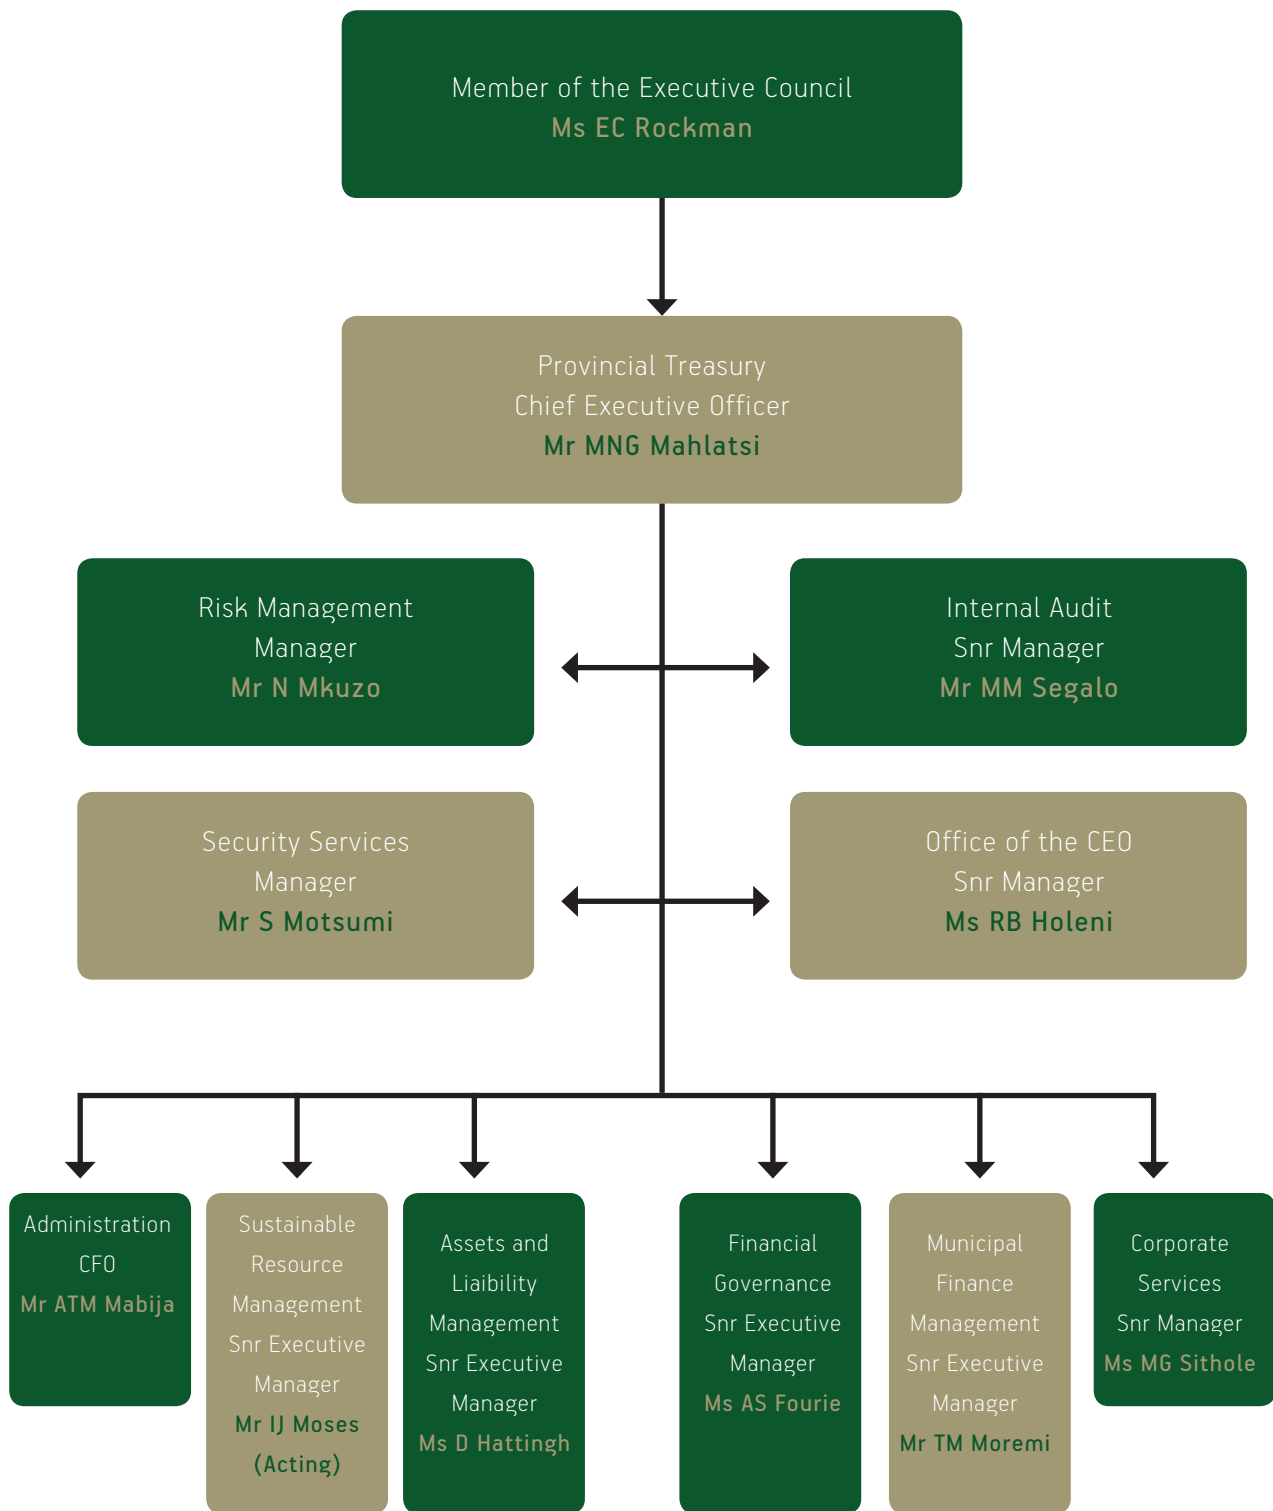 Member of the Executive Council
Ms EC Rockman
Provincial Treasury
Chief Executive Officer
Mr MNG Mahlatsi
Risk Management
Manager
Mr N Mkuzo
Internal Audit
Snr Manager
Mr MM Segalo
Security Services
Manager
Mr S Motsumi
Office of the CEO
Snr Manager
Ms RB Holeni
Administration
CFO
Mr ATM Mabija
Sustainable
Resource
Management
Snr Executive
Manager
Mr IJ Moses
(Acting)
Assets and
Liaibility
Management
Snr Executive
Manager
Ms D Hattingh
Financial
Governance
Snr Executive
Manager
Ms AS Fourie
Municipal
Finance
Management
Snr Executive
Manager
Mr TM Moremi
Corporate
Services
Snr Manager
Ms MG Sithole